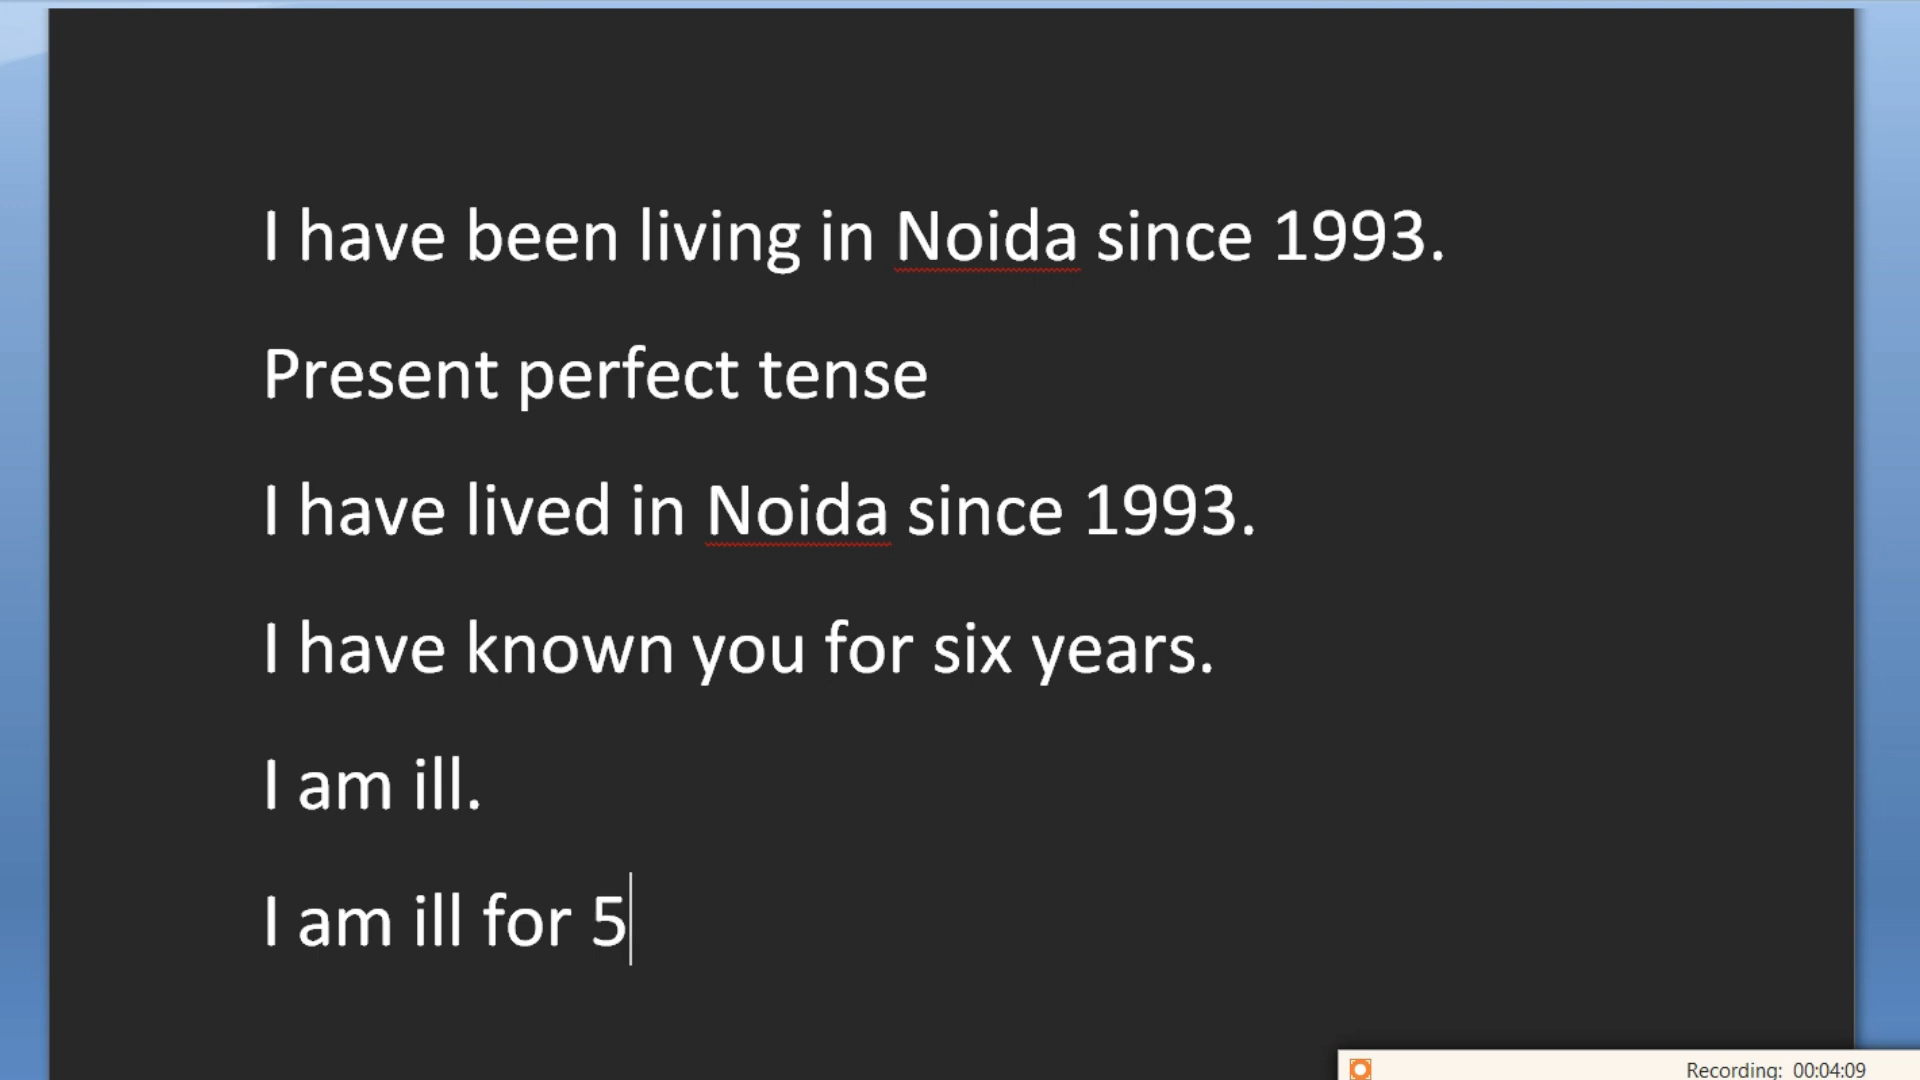 I have been living in Noida since 1993.
Present perfect tense
I have lived in Noida since 1993.
I have known you for six years.
I am ill.
I am ill for 5
Recording: 00:04:09